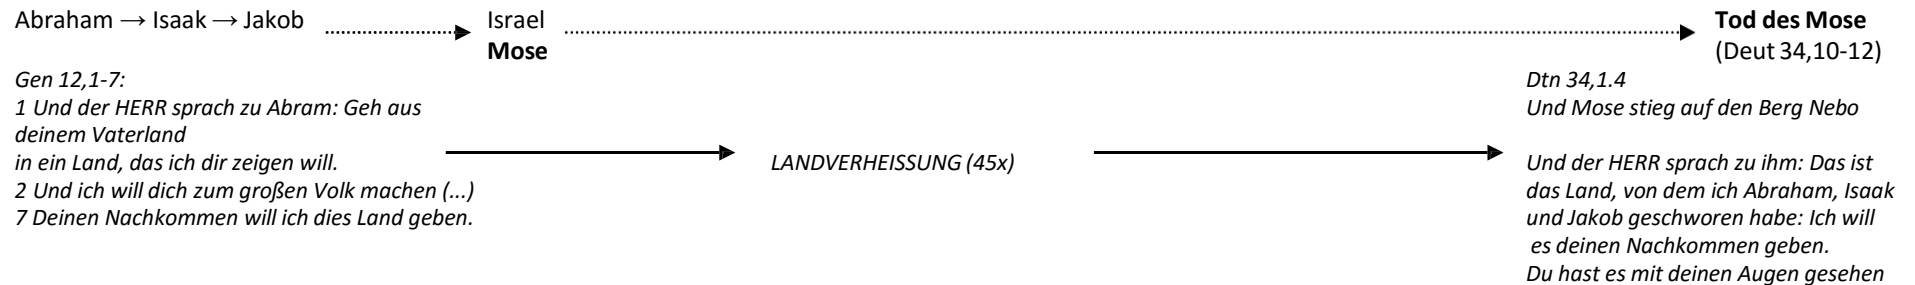 Abraham → Isaak → Jakob
Israel
Mose
Tod des Mose
(Deut 34,10-12)
Gen 12,1-7:
1 Und der HERR sprach zu Abram: Geh aus
deinem Vaterland
in ein Land, das ich dir zeigen will.
2 Und ich will dich zum großen Volk machen (...)
7 Deinen Nachkommen will ich dies Land geben.
LANDVERHEISSUNG (45x)
Dtn 34,1.4
Und Mose stieg auf den Berg Nebo
Und der HERR sprach zu ihm: Das ist
das Land, von dem ich Abraham, Isaak
und Jakob geschworen habe: Ich will
es deinen Nachkommen geben.
Du hast es mit deinen Augen gesehen